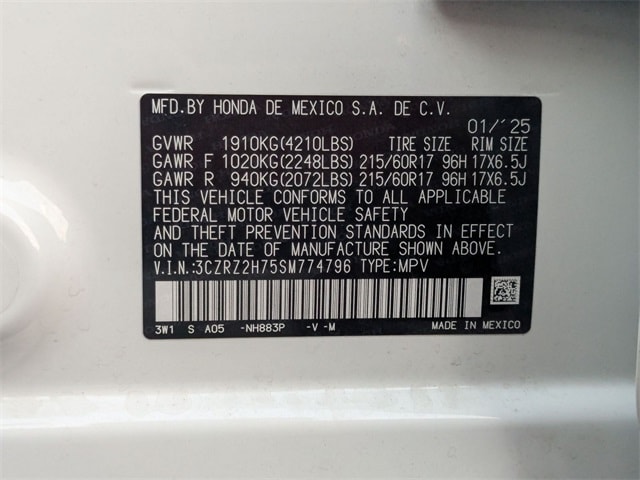 MFD. BY HONDA DE MEXICO S.A. DE C.V.
01/'25
GVWR 1910KG(4210LBS) TIRE SIZE RIM SIZE
GAWR F 1020KG(2248LBS) 215/60R17 96H 17X6.5J
GAWR R 940KG(2072LBS) 215/60R17 96H 17X6.5J
THIS VEHICLE CONFORMS TO ALL APPLICABLE
FEDERAL MOTOR VEHICLE SAFETY
AND THEFT PREVENTION STANDARDS IN EFFECT
ON THE DATE OF MANUFACTURE SHOWN ABOVE.
V.I.N.:3CZRZ2H75SM774796 TYPE:MPV
3W1 S A05 -NH883P -V -M MADE IN MEXICO